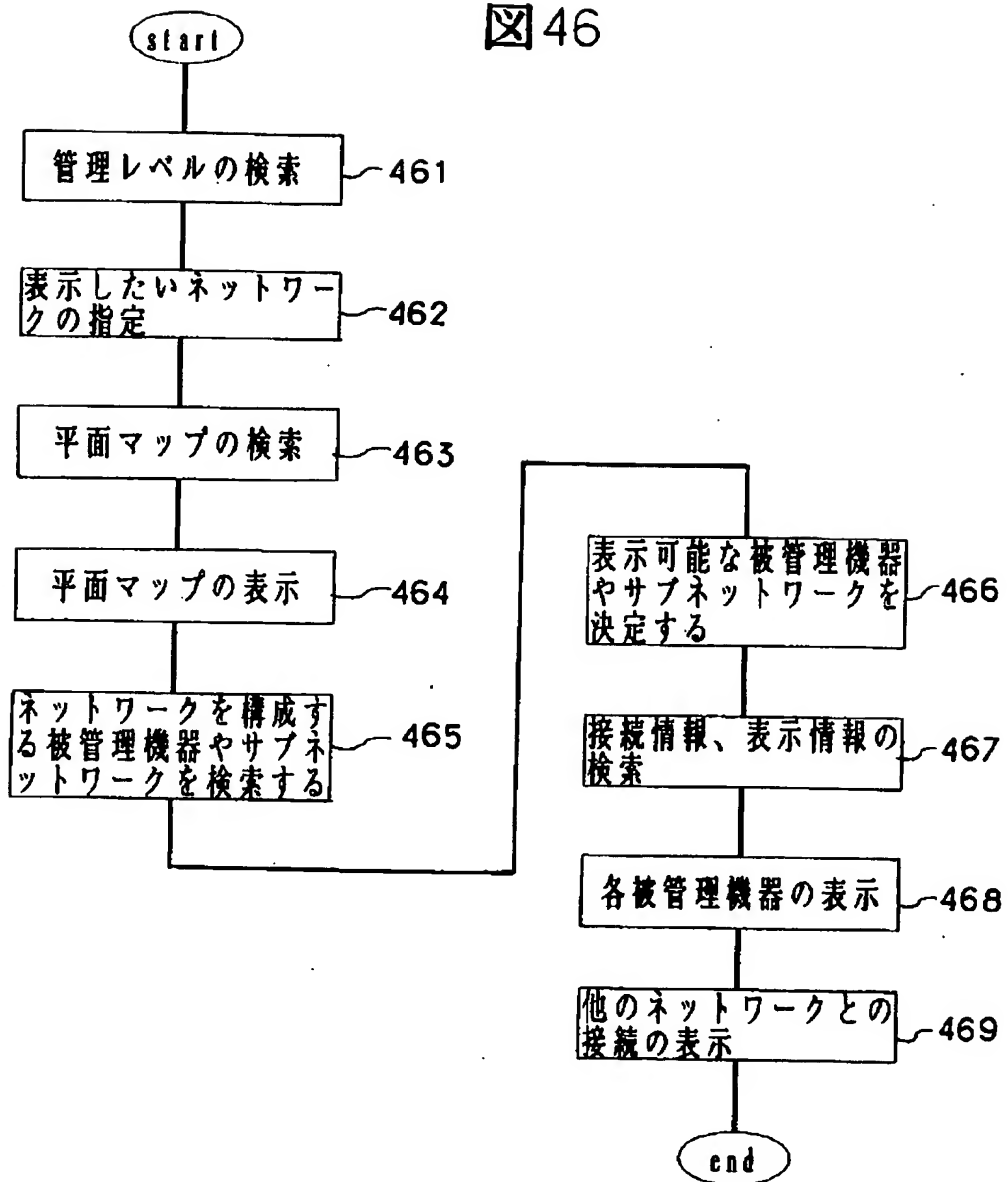 図46
start
管理レベルの検索
461
表示したいネットワー
クの指定
462
平面マップの検索
463
平面マップの表示
464
ネットワークを構成す
る被管理機器やサブネ
ットワークを検索する
465
表示可能な被管理機器
やサブネットワークを
決定する
466
接続情報、表示情報の
検索
467
各被管理機器の表示
468
他のネットワークとの
接続の表示
469
end